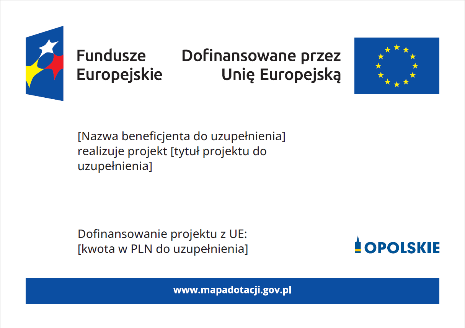 Fundusze
Europejskie
Dofinansowane przez
Unię Europejską
[Nazwa beneficjenta do uzupełnienia]
realizuje projekt [tytuł projektu do
uzupełnienia]
Dofinansowanie projektu z UE:
[kwota w PLN do uzupełnienia]
OPOLSKIE
www.mapadotacji.gov.pl